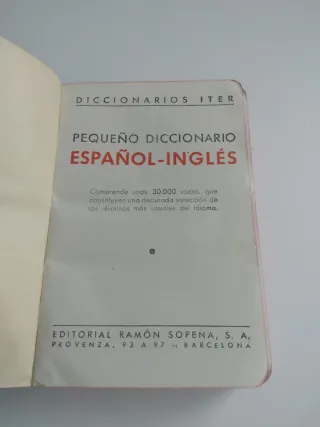 DICCIONARIOS ITER
PEQUEÑO DICCIONARIO
ESPAÑOL-INGLÉS
Comprende unas 30.000 voces, que
constituyen una depurada selección de
los términos más usuales del idioma.
EDITORIAL RAMÓN SOPENA, S. A.
PROVENZA, 93 A 97 — BARCELONA